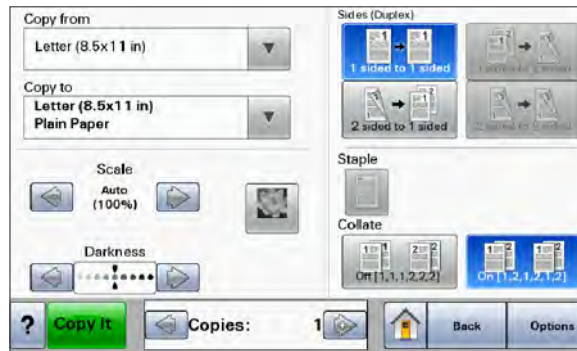 Copy from
Letter (8.5x11 in)
Copy to
Letter (8.5x11 in)
Plain Paper
Scale
Auto
(100%)
Darkness
Sides (Duplex)
1 sided to 1 sided
2 sided to 1 sided
Staple
Collate
Off [1,1,1,2,2,2]
On [1,2,1,2,1,2]
?
Copy It
Copies: 1
Back
Options